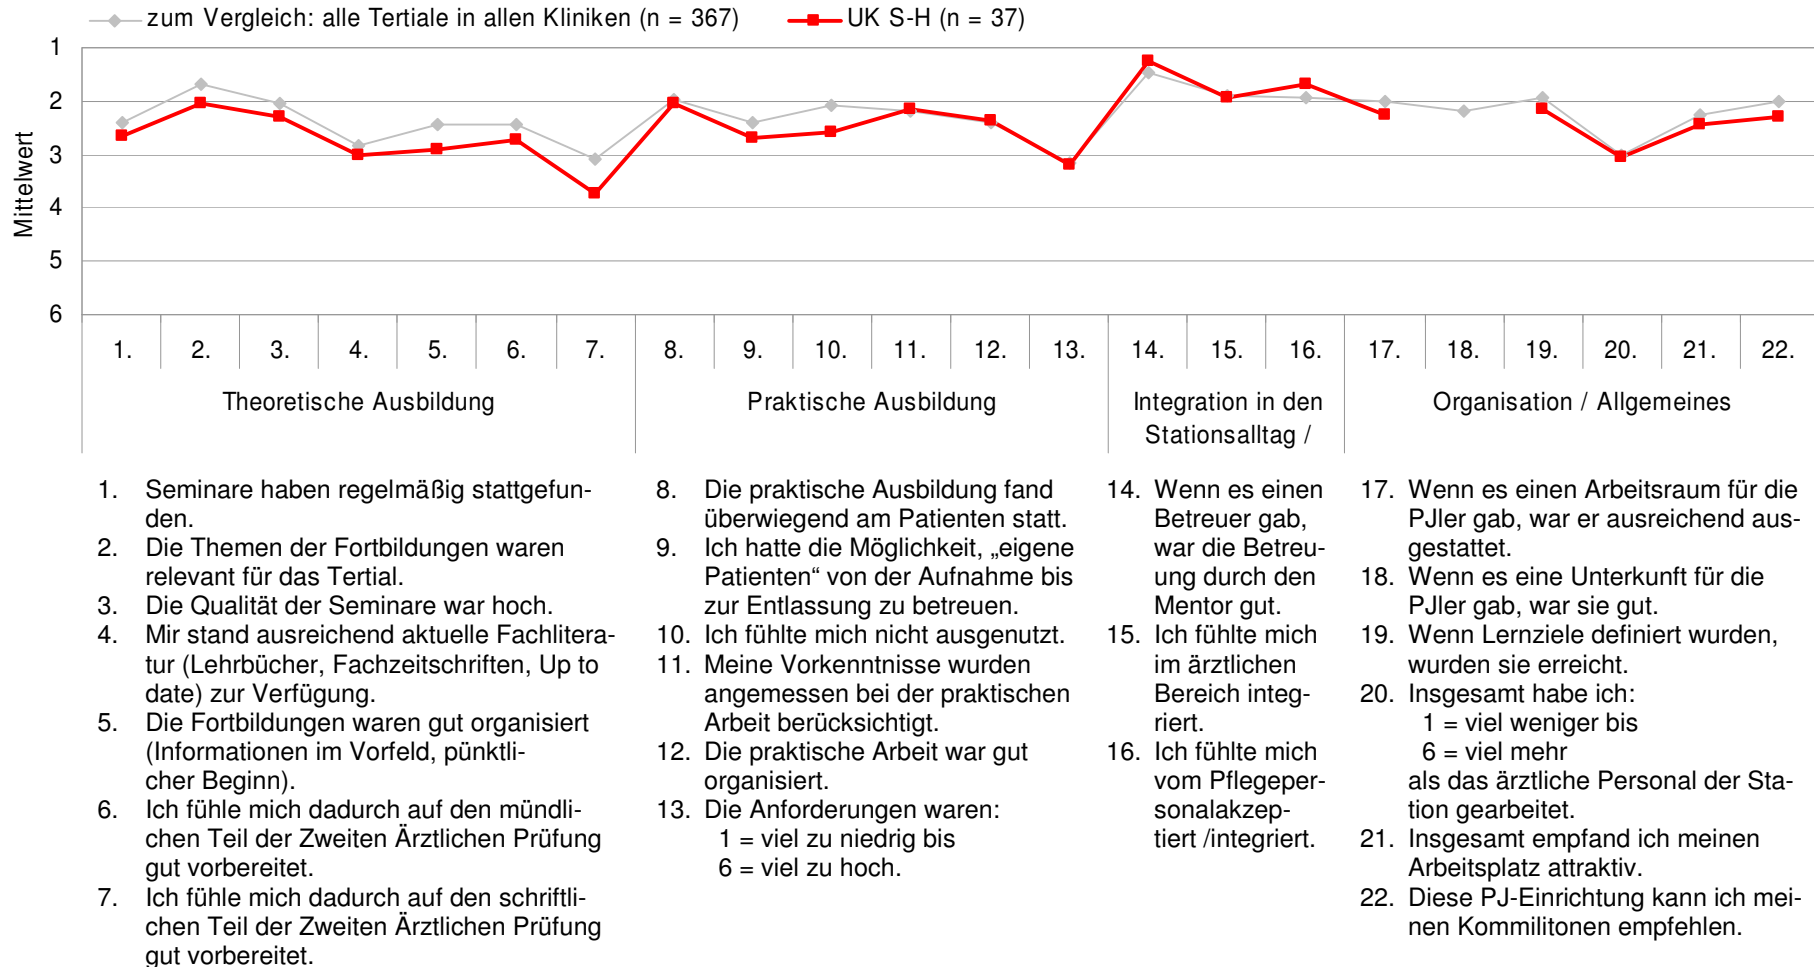 zum Vergleich: alle Tertiale in allen Kliniken (n = 367)
UK S-H (n = 37)
Mittelwert
1
2
3
4
5
6
1. 2. 3. 4. 5. 6. 7. 8. 9. 10. 11. 12. 13. 14. 15. 16. 17. 18. 19. 20. 21. 22.
Theoretische Ausbildung
Praktische Ausbildung
Integration in den
Stationsalltag /
Organisation / Allgemeines
1. Seminare haben regelmäßig stattgefun-
den.
2. Die Themen der Fortbildungen waren
relevant für das Tertial.
3. Die Qualität der Seminare war hoch.
4. Mir stand ausreichend aktuelle Fachlitera-
tur (Lehrbücher, Fachzeitschriften, Up to
date) zur Verfügung.
5. Die Fortbildungen waren gut organisiert
(Informationen im Vorfeld, pünktli-
cher Beginn).
6. Ich fühle mich dadurch auf den mündli-
chen Teil der Zweiten Ärztlichen Prüfung
gut vorbereitet.
7. Ich fühle mich dadurch auf den schriftli-
chen Teil der Zweiten Ärztlichen Prüfung
gut vorbereitet.
8. Die praktische Ausbildung fand
überwiegend am Patienten statt.
9. Ich hatte die Möglichkeit, „eigene
Patienten“ von der Aufnahme bis
zur Entlassung zu betreuen.
10. Ich fühlte mich nicht ausgenutzt.
11. Meine Vorkenntnisse wurden
angemessen bei der praktischen
Arbeit berücksichtigt.
12. Die praktische Arbeit war gut
organisiert.
13. Die Anforderungen waren:
1 = viel zu niedrig bis
6 = viel zu hoch.
14. Wenn es einen
Betreuer gab,
war die Betreu-
ung durch den
Mentor gut.
15. Ich fühlte mich
im ärztlichen
Bereich integ-
riert.
16. Ich fühlte mich
vom Pflegeper-
sonalakzep-
tiert /integriert.
17. Wenn es einen Arbeitsraum für die
PJler gab, war er ausreichend aus-
gestattet.
18. Wenn es eine Unterkunft für die
PJler gab, war sie gut.
19. Wenn Lernziele definiert wurden,
wurden sie erreicht.
20. Insgesamt habe ich:
1 = viel weniger bis
6 = viel mehr
als das ärztliche Personal der Sta-
tion gearbeitet.
21. Insgesamt empfand ich meinen
Arbeitsplatz attraktiv.
22. Diese PJ-Einrichtung kann ich mei-
nen Kommilitonen empfehlen.